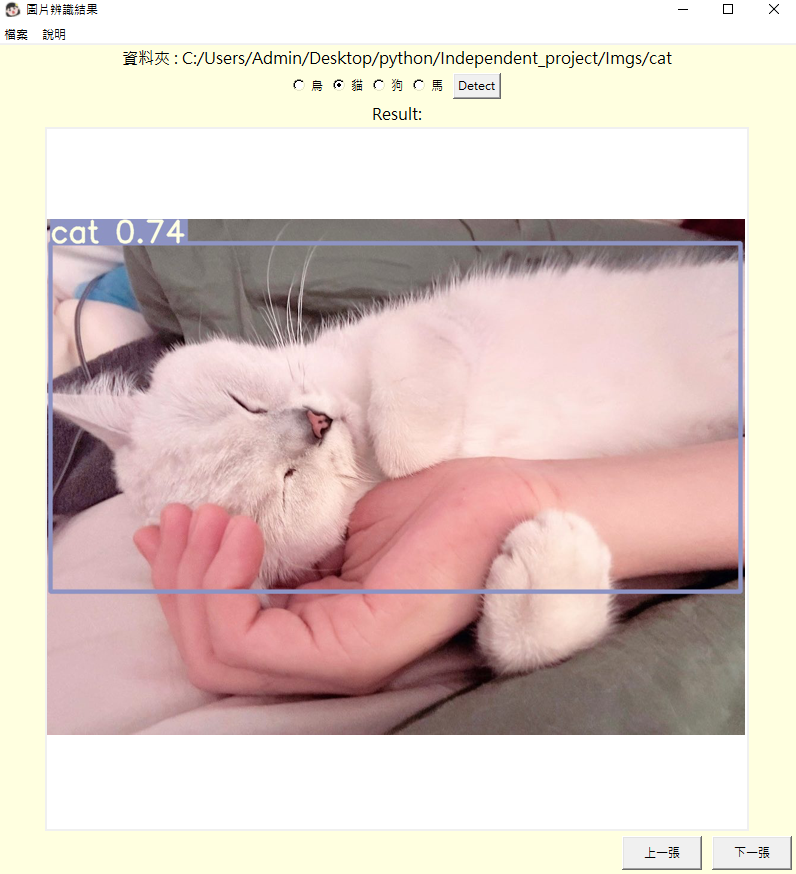 圖片辨識結果
檔案 說明
資料夾 : C:/Users/Admin/Desktop/python/Independent_project/Imgs/cat
鳥 貓 狗 馬 Detect
Result:
cat 0.74
上一張 下一張